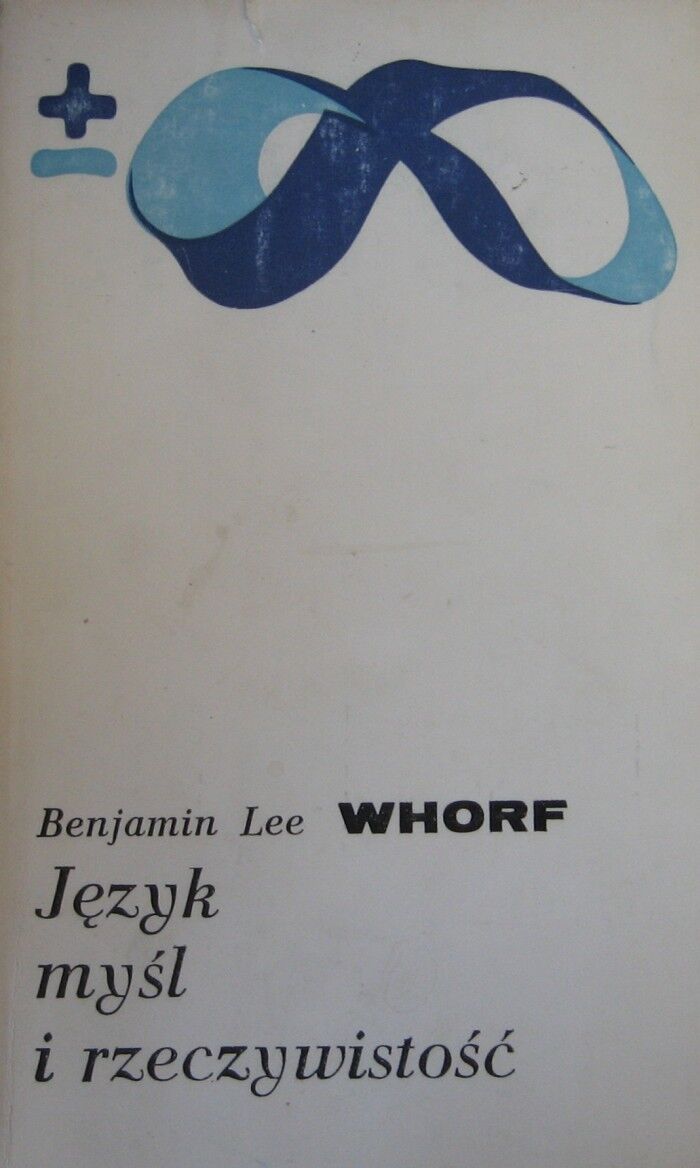 ±
Benjamin Lee WHORF
Język
myśl
i rzeczywistość